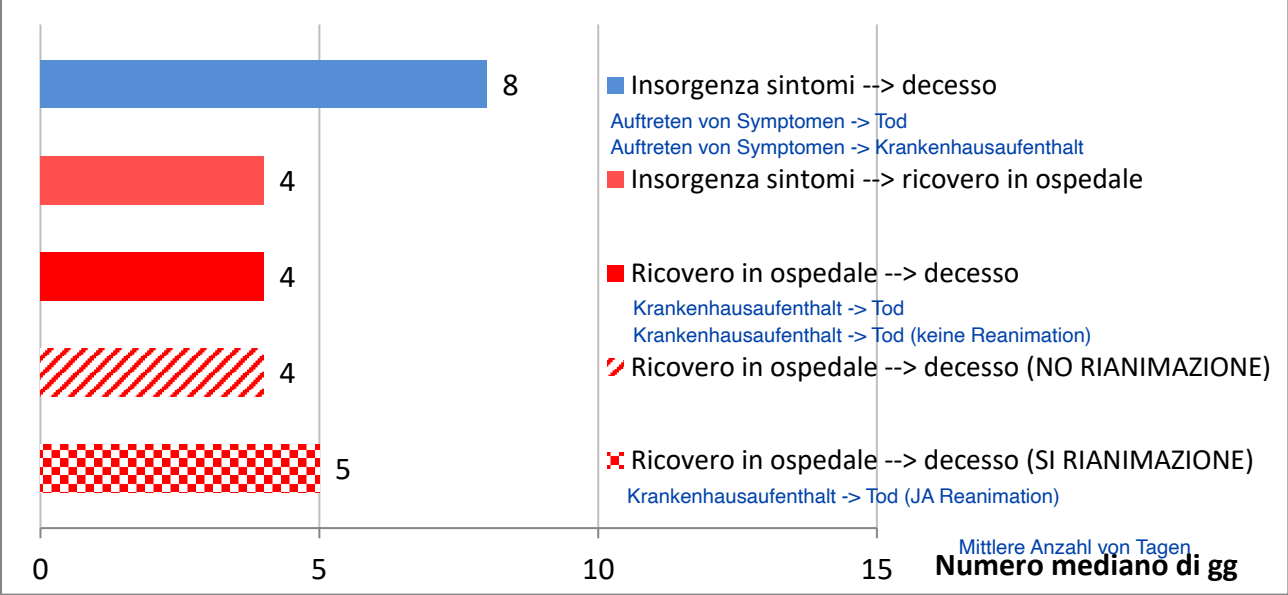 8
Insorgenza sintomi --> decesso
Auftreten von Symptomen -> Tod
Auftreten von Symptomen -> Krankenhausaufenthalt
4
Insorgenza sintomi --> ricovero in ospedale
4
Ricovero in ospedale --> decesso
Krankenhausaufenthalt -> Tod
Krankenhausaufenthalt -> Tod (keine Reanimation)
4
Ricovero in ospedale --> decesso (NO RIANIMAZIONE)
5
Ricovero in ospedale --> decesso (SI RIANIMAZIONE)
Krankenhausaufenthalt -> Tod (JA Reanimation)
Mittlere Anzahl von Tagen
0 5 10 15 Numero mediano di gg